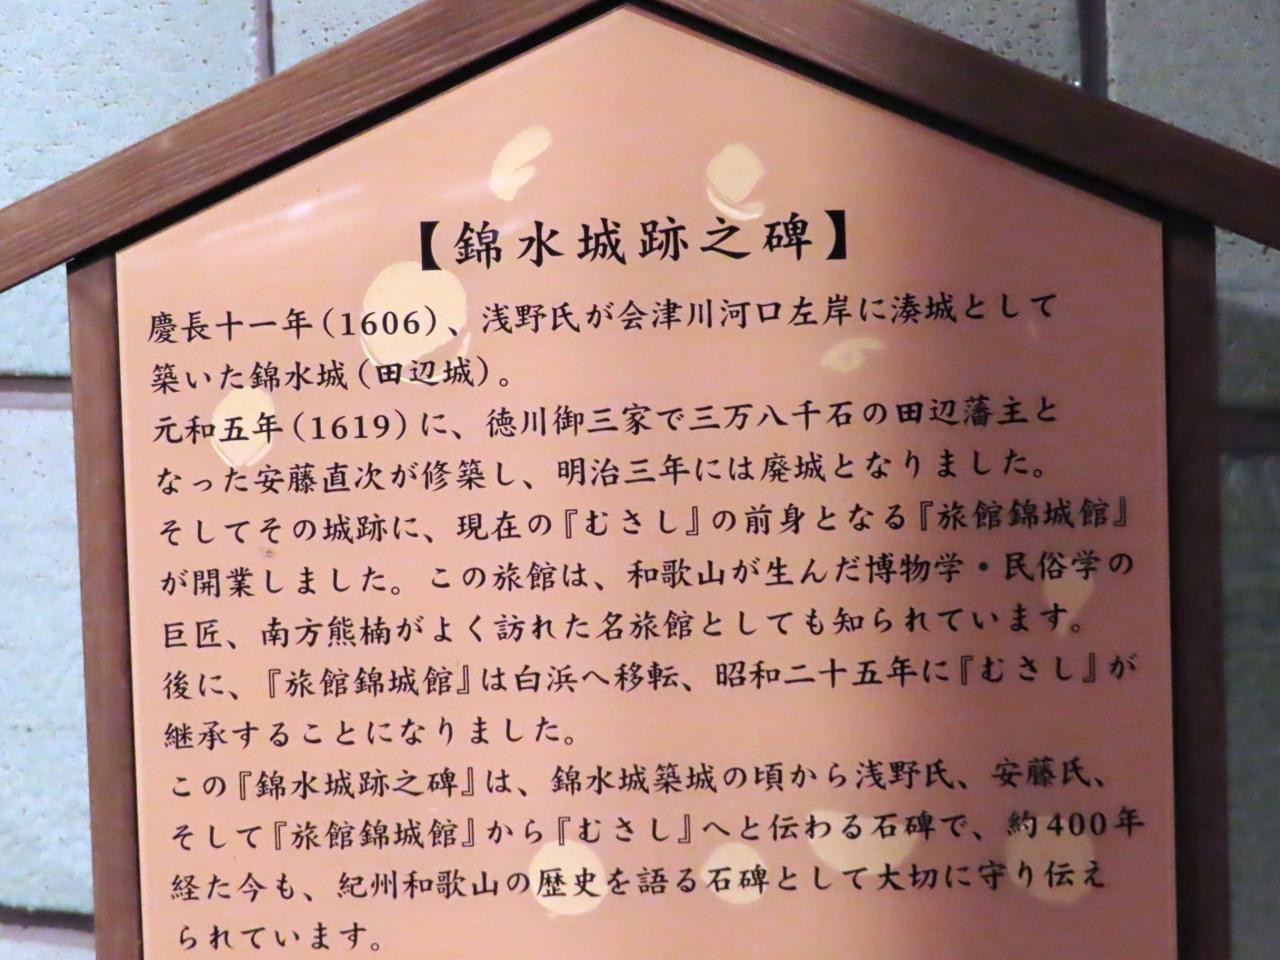 【錦水城跡之碑】
慶長十一年(1606)、浅野氏が会津川河口左岸に湊城として
築いた錦水城(田辺城)。
元和五年(1619)に、徳川御三家で三万八千石の田辺藩主と
なった安藤直次が修築し、明治三年には廃城となりました。
そしてその城跡に、現在の『むさし』の前身となる『旅館錦城館』
が開業しました。この旅館は、和歌山が生んだ博物学・民俗学の
巨匠、南方熊楠がよく訪れた名旅館としても知られています。
後に、『旅館錦城館』は白浜へ移転、昭和二十五年に『むさし』が
継承することになりました。
この『錦水城跡之碑』は、錦水城築城の頃から浅野氏、安藤氏、
そして『旅館錦城館』から『むさし』へと伝わる石碑で、約400年
経た今も、紀州和歌山の歴史を語る石碑として大切に守り伝え
られています。